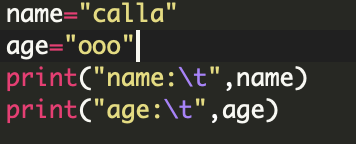 name="calla"
age="ooo"
print("name:\t",name)
print("age:\t",age)